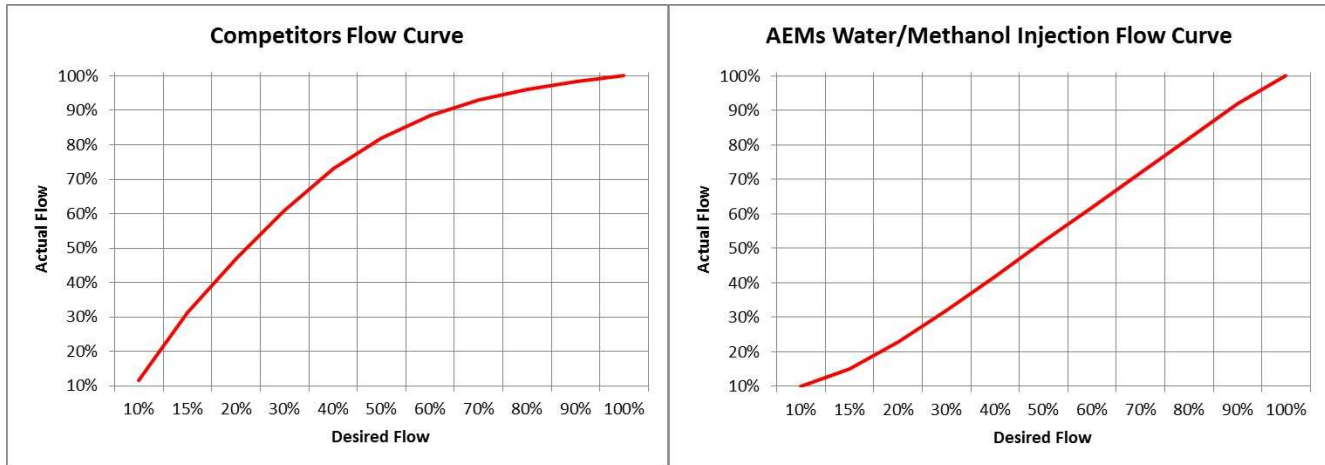 Competitors Flow Curve
100%
90%
80%
70%
60%
50%
40%
30%
20%
10%
Actual Flow
10% 15% 20% 30% 40% 50% 60% 70% 80% 90% 100%
Desired Flow
AEMs Water/Methanol Injection Flow Curve
100%
90%
80%
70%
60%
50%
40%
30%
20%
10%
Actual Flow
10% 15% 20% 30% 40% 50% 60% 70% 80% 90% 100%
Desired Flow